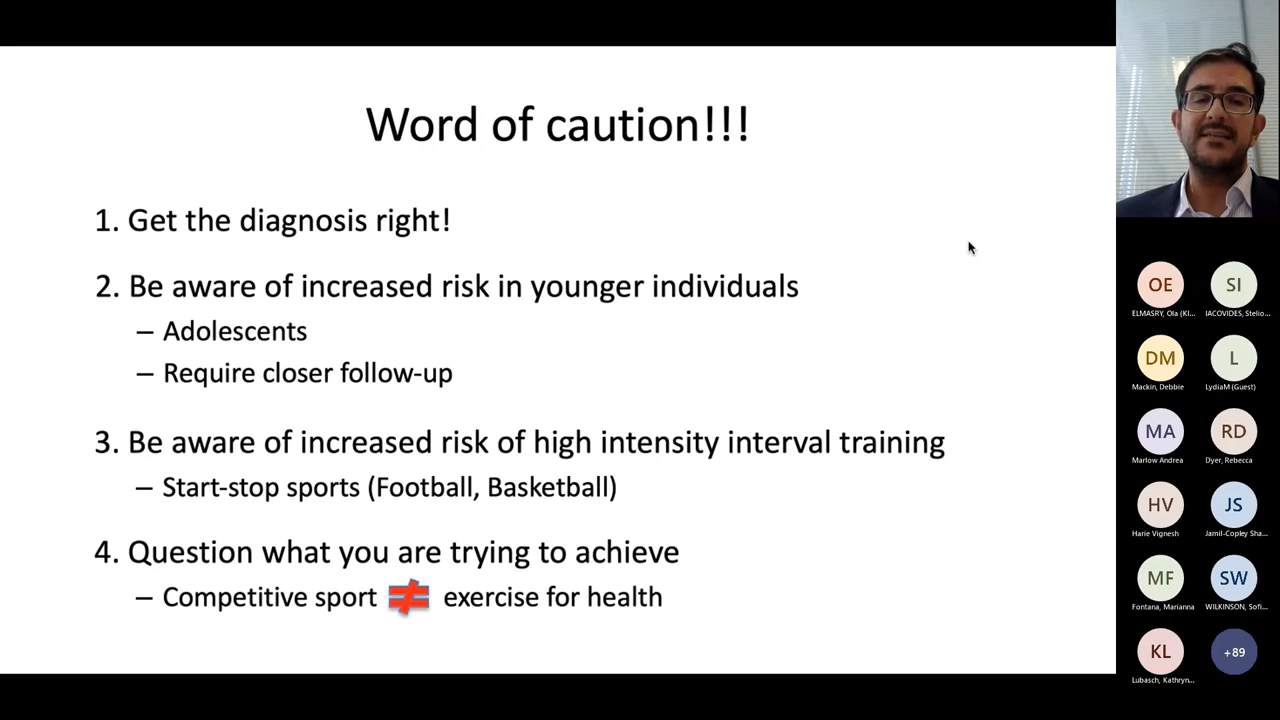 Word of caution!!!
1. Get the diagnosis right!
2. Be aware of increased risk in younger individuals
– Adolescents
– Require closer follow-up
3. Be aware of increased risk of high intensity interval training
– Start-stop sports (Football, Basketball)
4. Question what you are trying to achieve
– Competitive sport ≠ exercise for health
OE
ELMASRY, Ola (KI...
SI
IACOVIDES, Stelio...
DM
Mackin, Debbie
L
LydiaM (Guest)
MA
Marlow Andrea
RD
Dyer, Rebecca
HV
Harie Vignesh
JS
Jamil-Copley Sha...
MF
Fontana, Marianna
SW
WILKINSON, Sofi...
KL
Lubasch, Kathryn...
+89